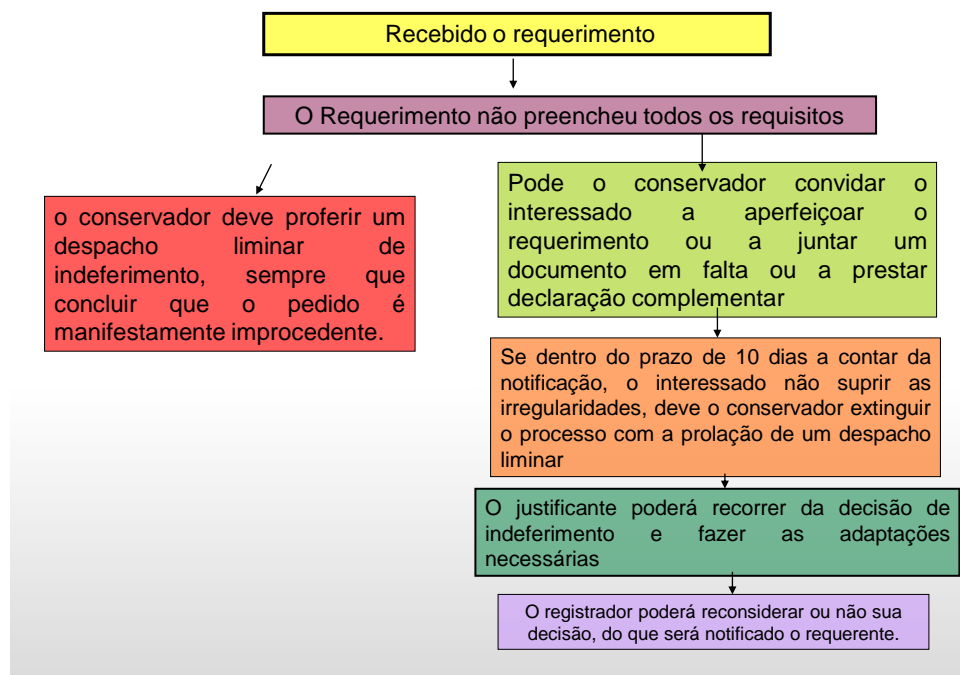 Recebido o requerimento
O Requerimento não preencheu todos os requisitos
o conservador deve proferir um
despacho liminar de
indeferimento, sempre que
concluir que o pedido é
manifestamente improcedente.
Pode o conservador convidar o
interessado a aperfeiçoar o
requerimento ou a juntar um
documento em falta ou a prestar
declaração complementar
Se dentro do prazo de 10 dias a contar da
notificação, o interessado não suprir as
irregularidades, deve o conservador extinguir
o processo com a prolação de um despacho
liminar
O justificante poderá recorrer da decisão de
indeferimento e fazer as adaptações
necessárias
O registrador poderá reconsiderar ou não sua
decisão, do que será notificado o requerente.